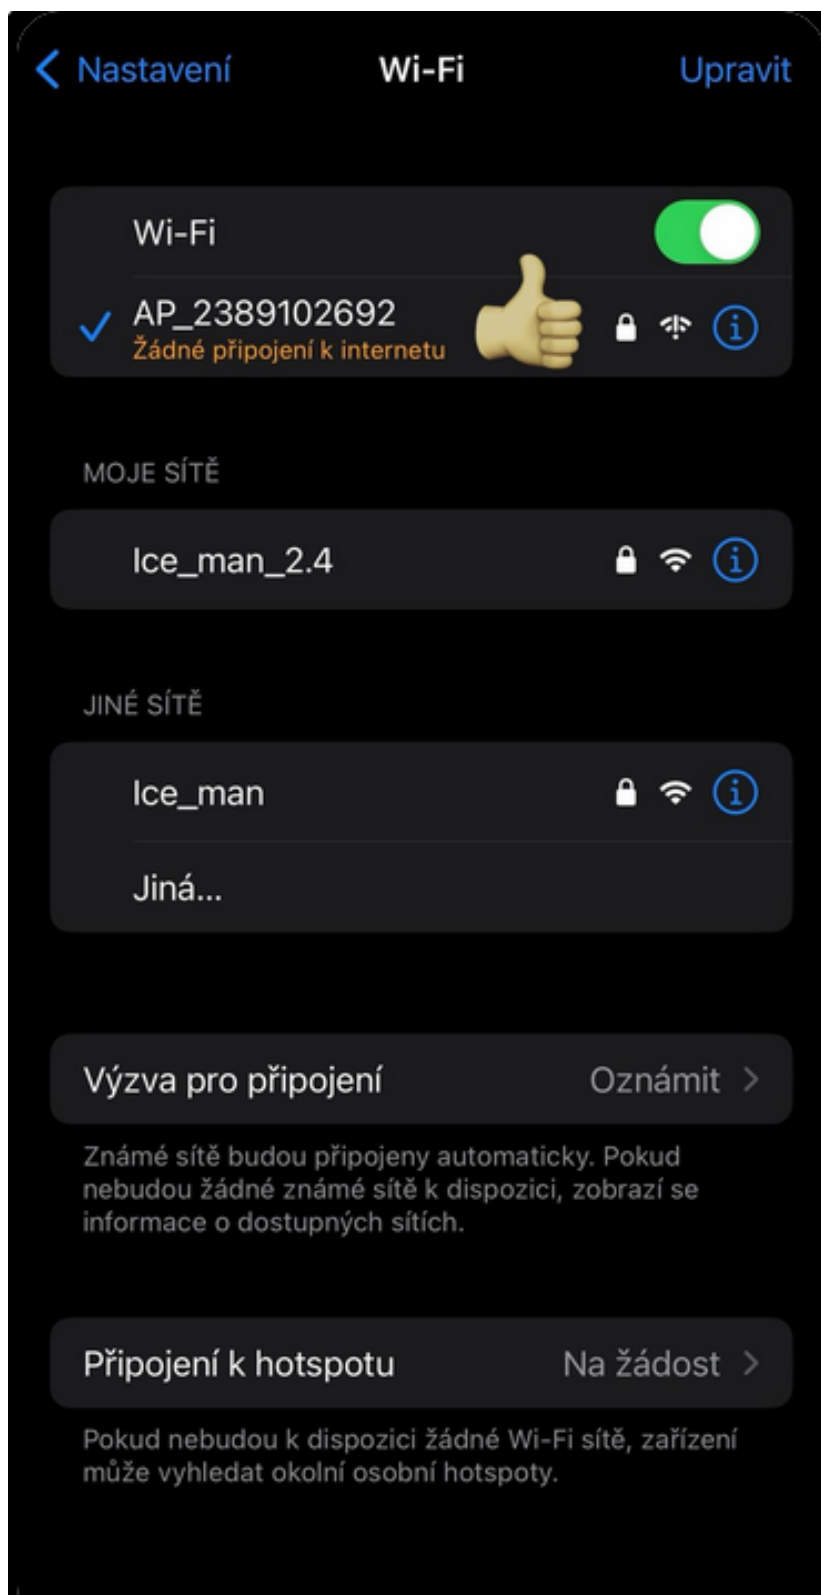 Nastavení Wi-Fi Upravit
Wi-Fi
AP_2389102692
Žádné připojení k internetu
MOJE SÍTĚ
Ice_man_2.4
JINÉ SÍTĚ
Ice_man
Jiná...
Výzva pro připojení Oznámit
Známé sítě budou připojeny automaticky. Pokud
nebudou žádné známé sítě k dispozici, zobrazí se
informace o dostupných sítích.
Připojení k hotspotu Na žádost
Pokud nebudou k dispozici žádné Wi-Fi sítě, zařízení
může vyhledat okolní osobní hotspoty.